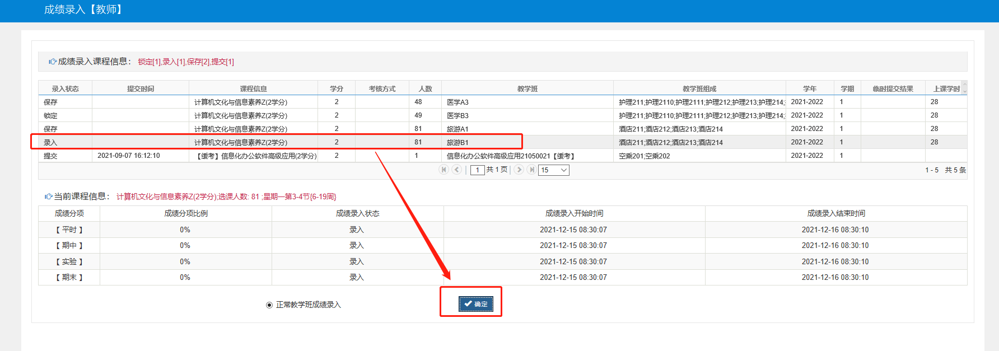 成绩录入【教师】
成绩录入课程信息： 锁定[1],录入[1],保存[2],提交[1]
录入状态 提交时间 课程信息 学分 考核方式 人数 教学班 教学班组成 学年 学期 临时提交结果 上课学时
保存 计算机文化与信息素养Z(2学分) 2 48 医学A3 护理211;护理2110;护理2111;护理212;护理213;护理214; 2021-2022 1 28
锁定 计算机文化与信息素养Z(2学分) 2 49 医学B3 护理211;护理2110;护理2111;护理212;护理213;护理214; 2021-2022 1 28
保存 计算机文化与信息素养Z(2学分) 2 81 旅游A1 酒店211;酒店212;酒店213;酒店214 2021-2022 1 28
录入 计算机文化与信息素养Z(2学分) 2 81 旅游B1 酒店211;酒店212;酒店213;酒店214 2021-2022 1 28
提交 2021-09-07 16:12:10 【缓考】信息化办公软件高级应用(2学分) 2 1 信息化办公软件高级应用21050021【缓考】 空乘201;空乘202 2021-2022 1
1 共 1 页 15 1 - 5 共 5 条
当前课程信息： 计算机文化与信息素养Z(2学分);选课人数: 81 ;星期一第3-4节{6-19周}
成绩分项 成绩分项比例 成绩录入状态 成绩录入开始时间 成绩录入结束时间
【 平时 】 0% 录入 2021-12-15 08:30:07 2021-12-16 08:30:10
【 期中 】 0% 录入 2021-12-15 08:30:07 2021-12-16 08:30:10
【 实验 】 0% 录入 2021-12-15 08:30:07 2021-12-16 08:30:10
【 期末 】 0% 录入 2021-12-15 08:30:07 2021-12-16 08:30:10
正常教学班成绩录入 确定